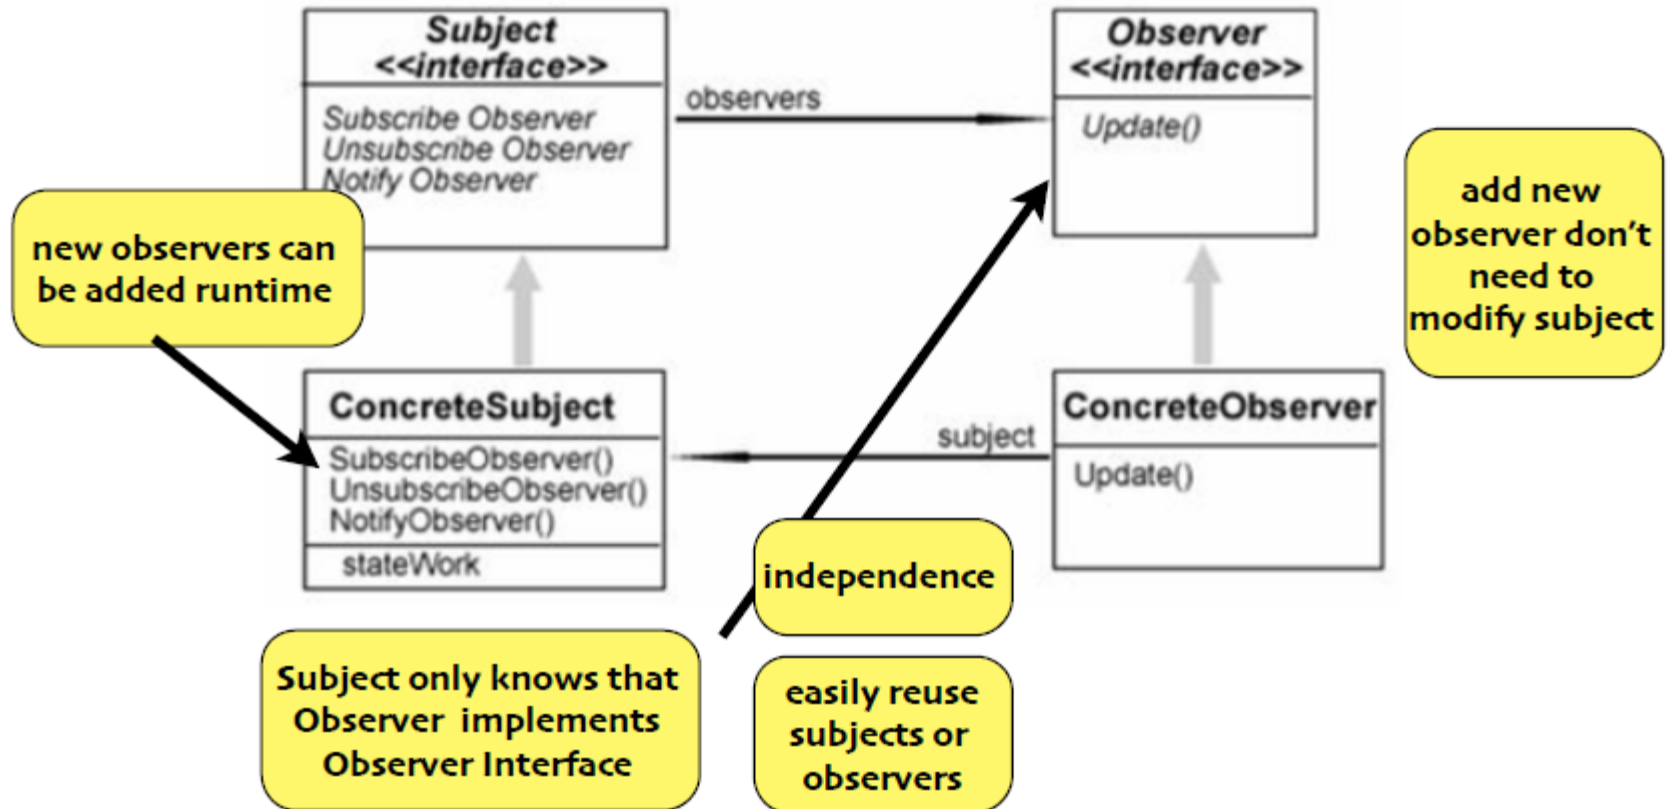 Subject
<<interface>>
Subscribe Observer
Unsubscribe Observer
Notify Observer
observers
Observer
<<interface>>
Update()
new observers can
be added runtime
add new
observer don't
need to
modify subject
ConcreteSubject
SubscribeObserver()
UnsubscribeObserver()
NotifyObserver()
stateWork
subject
ConcreteObserver
Update()
independence
Subject only knows that
Observer implements
Observer Interface
easily reuse
subjects or
observers